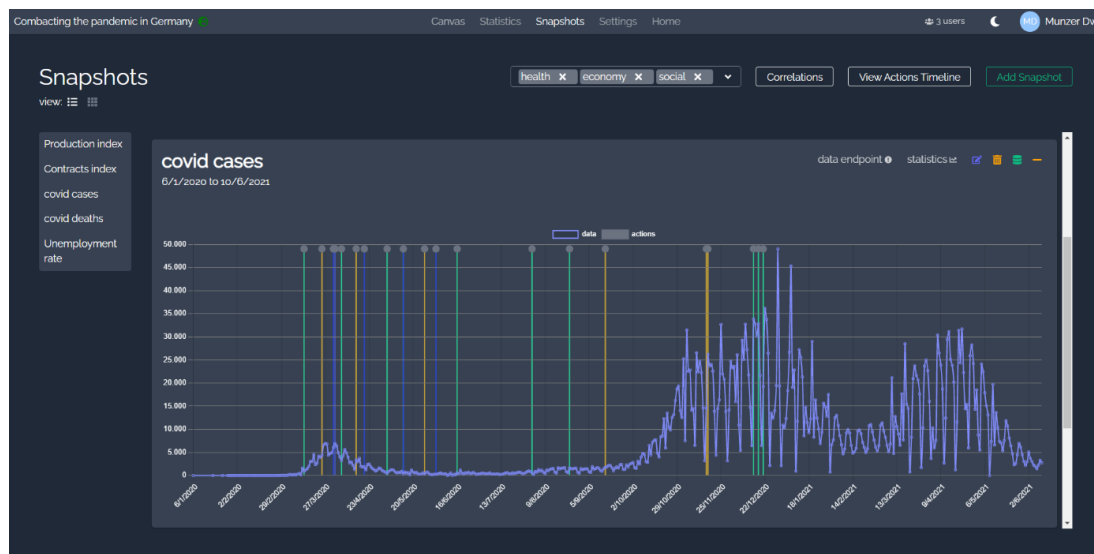 Combacting the pandemic in Germany
Canvas Statistics Snapshots Settings Home
3 users
MD Munzer Dv
Snapshots
view:
health × economy × social ×
Correlations
View Actions Timeline
Add Snapshot
Production index
Contracts index
covid cases
covid deaths
Unemployment
rate
covid cases
6/1/2020 to 10/6/2021
data endpoint
statistics
data actions
50.000
45.000
40.000
35.000
30.000
25.000
20.000
15.000
10.000
5.000
0
6/1/2020 2/2/2020 29/2/2020 27/3/2020 23/4/2020 20/5/2020 16/6/2020 13/7/2020 9/8/2020 5/9/2020 2/10/2020 29/10/2020 25/11/2020 22/12/2020 18/1/2021 14/2/2021 13/3/2021 9/4/2021 6/5/2021 2/6/2021